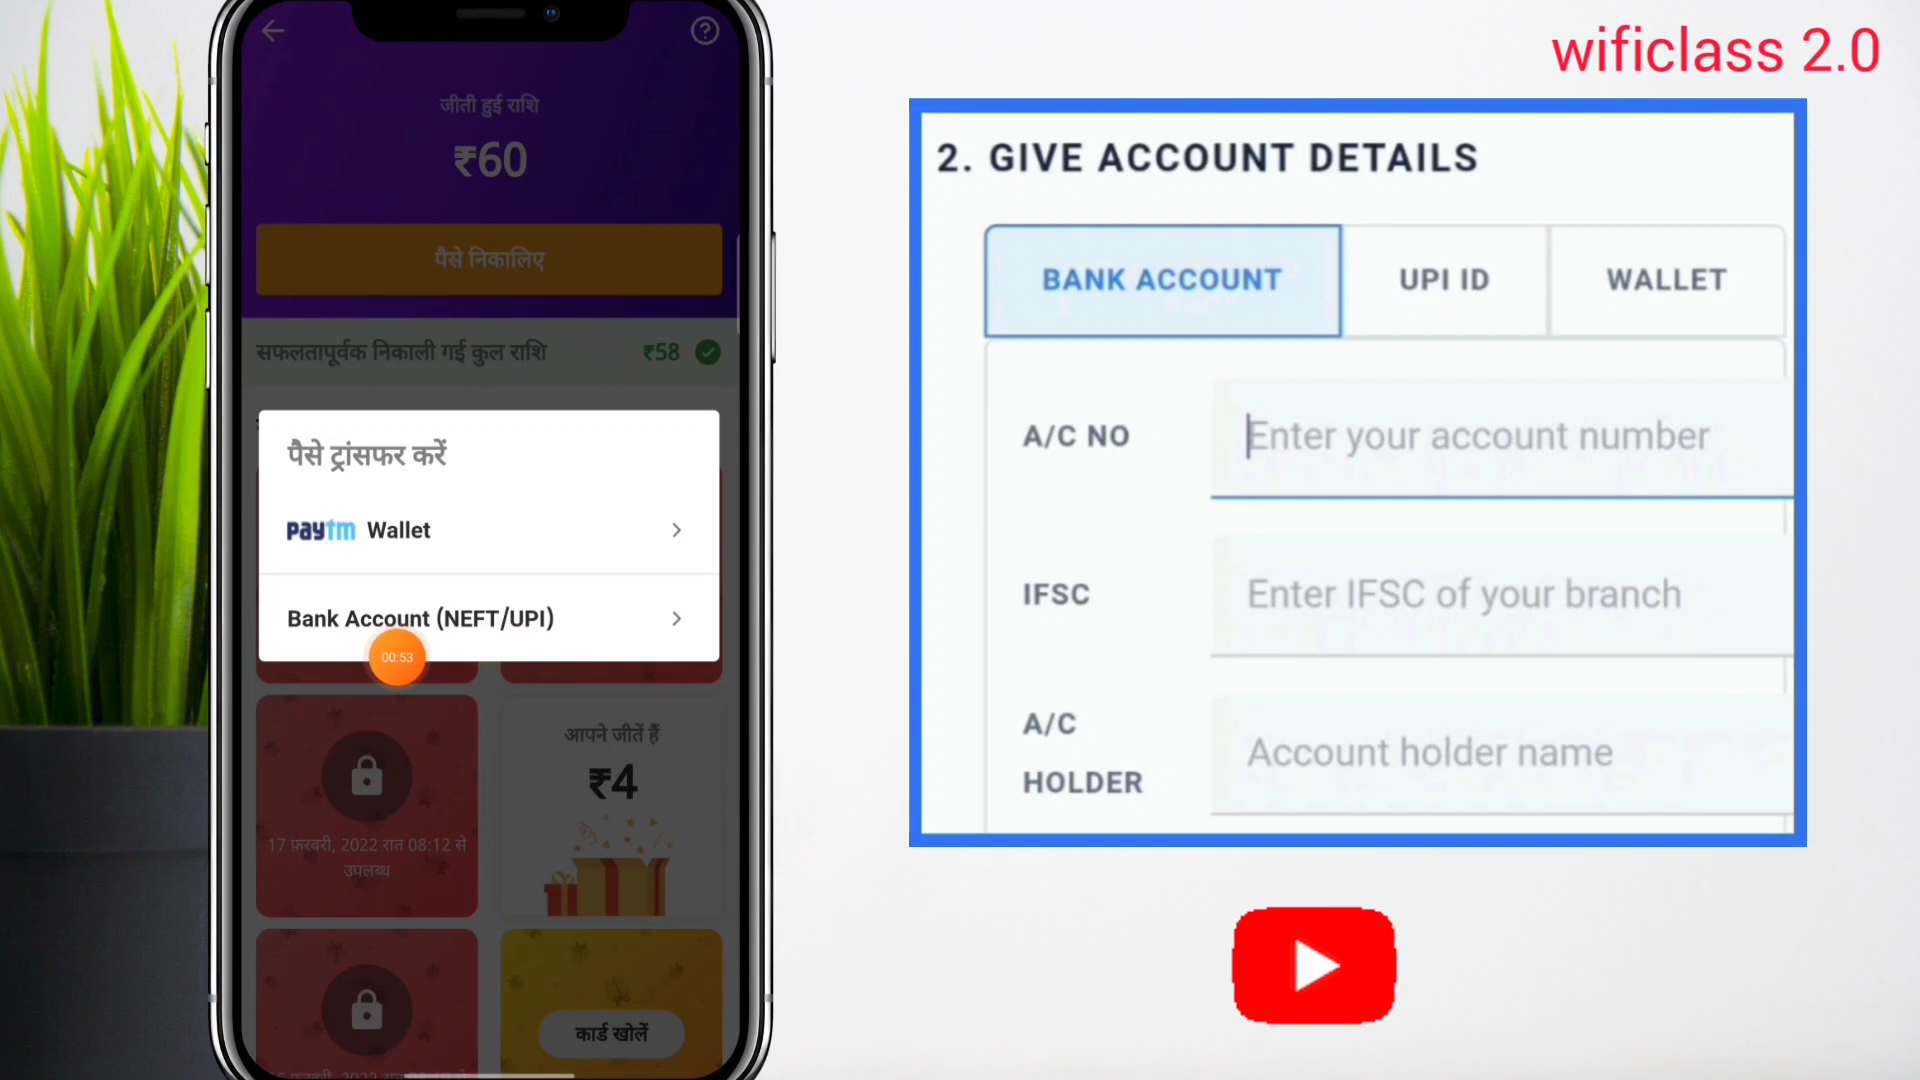 जीती हुई राशि
₹60
पैसे निकालिए
सफलतापूर्वक निकाली गई कुल राशि ₹58
पैसे ट्रांसफर करें
paytm Wallet
Bank Account (NEFT/UPI)
00:53
आपने जीतें हैं
₹4
17 फ़रवरी, 2022 रात 08:12 से
उपलब्ध
कार्ड खोलें
wificlass 2.0
2. GIVE ACCOUNT DETAILS
BANK ACCOUNT UPI ID WALLET
A/C NO Enter your account number
IFSC Enter IFSC of your branch
A/C
HOLDER
Account holder name